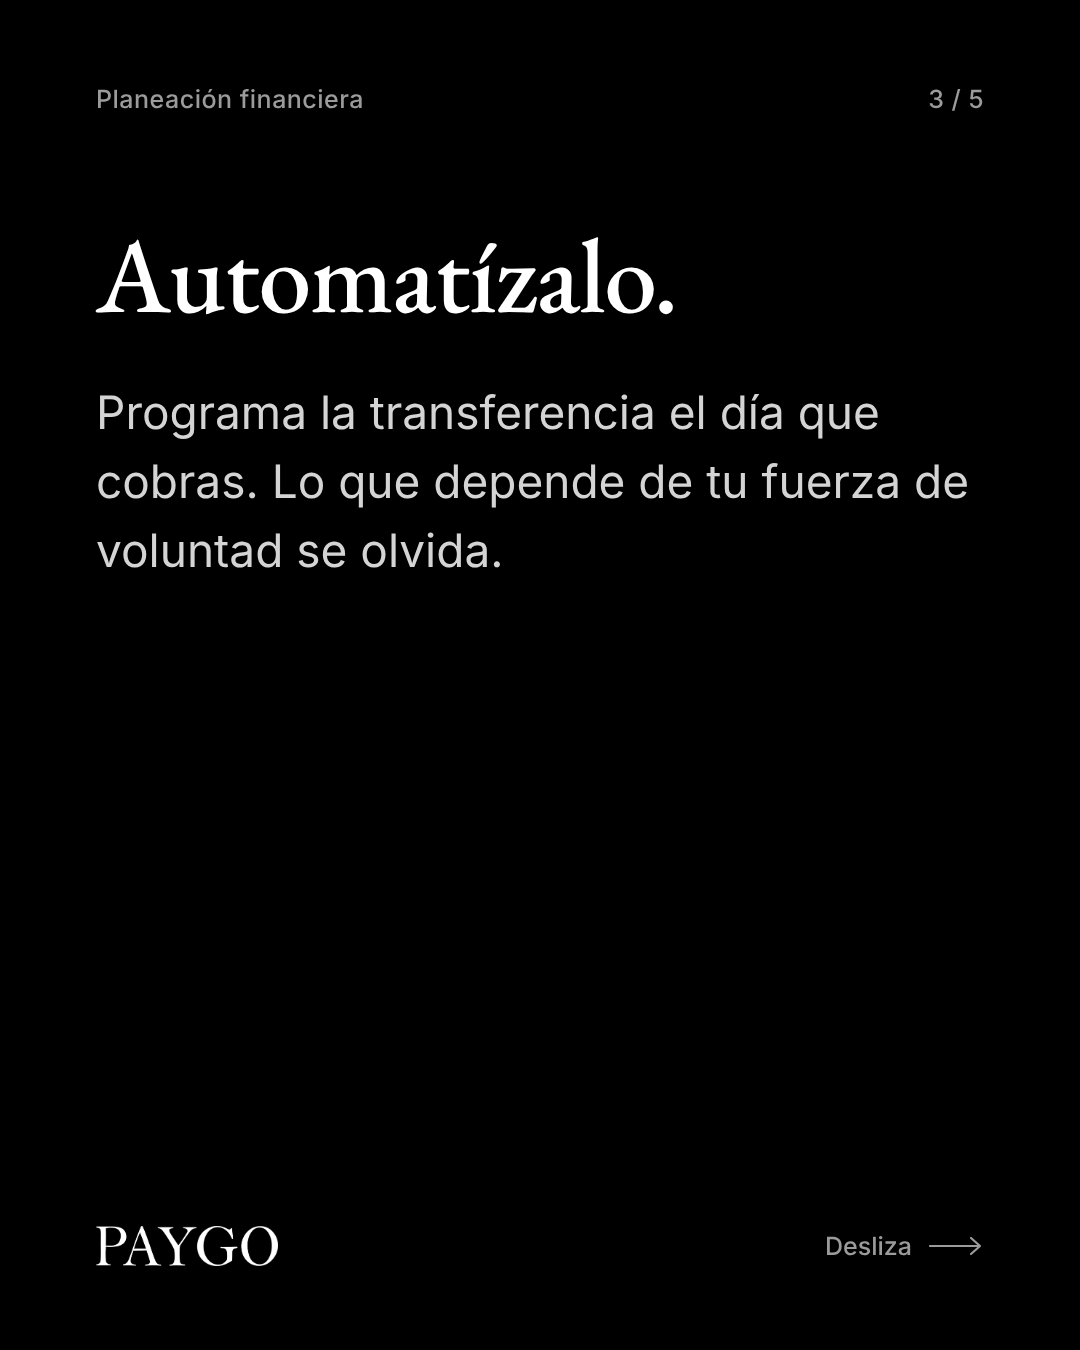 Planeación financiera
3 / 5
Automatízalo.
Programa la transferencia el día que
cobras. Lo que depende de tu fuerza de
voluntad se olvida.
PAYGO
Desliza